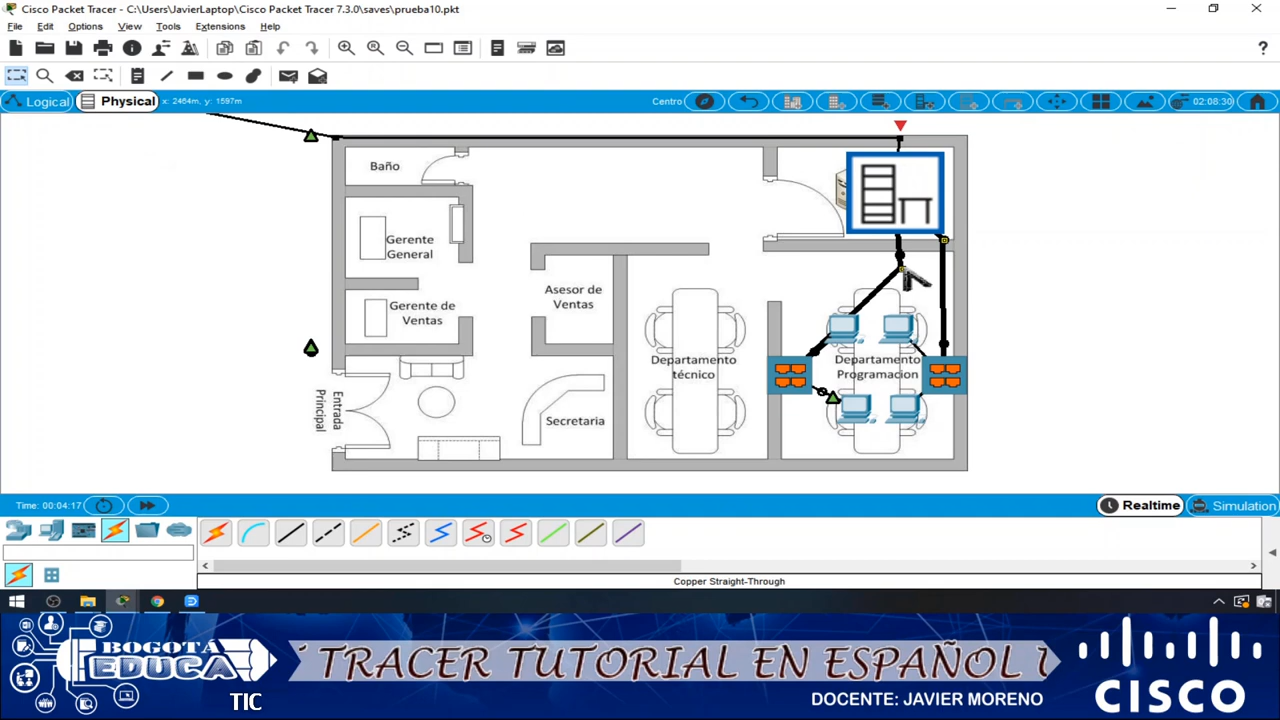 Cisco Packet Tracer - C:\Users\JavierLaptop\Cisco Packet Tracer 7.3.0\saves\prueba10.pkt
File Edit Options View Tools Extensions Help
Logical Physical x: 2464m, y: 1597m Centro 02:08:30
Baño
Gerente
General
Gerente de
Ventas
Asesor de
Ventas
Departamento
técnico
Departamento
Programacion
Entrada
Principal
Secretaria
Time: 00:04:17 Realtime Simulation
Copper Straight-Through
BOGOTÁ
EDUCA
TIC
TRACER TUTORIAL EN ESPAÑOL
DOCENTE: JAVIER MORENO
CISCO